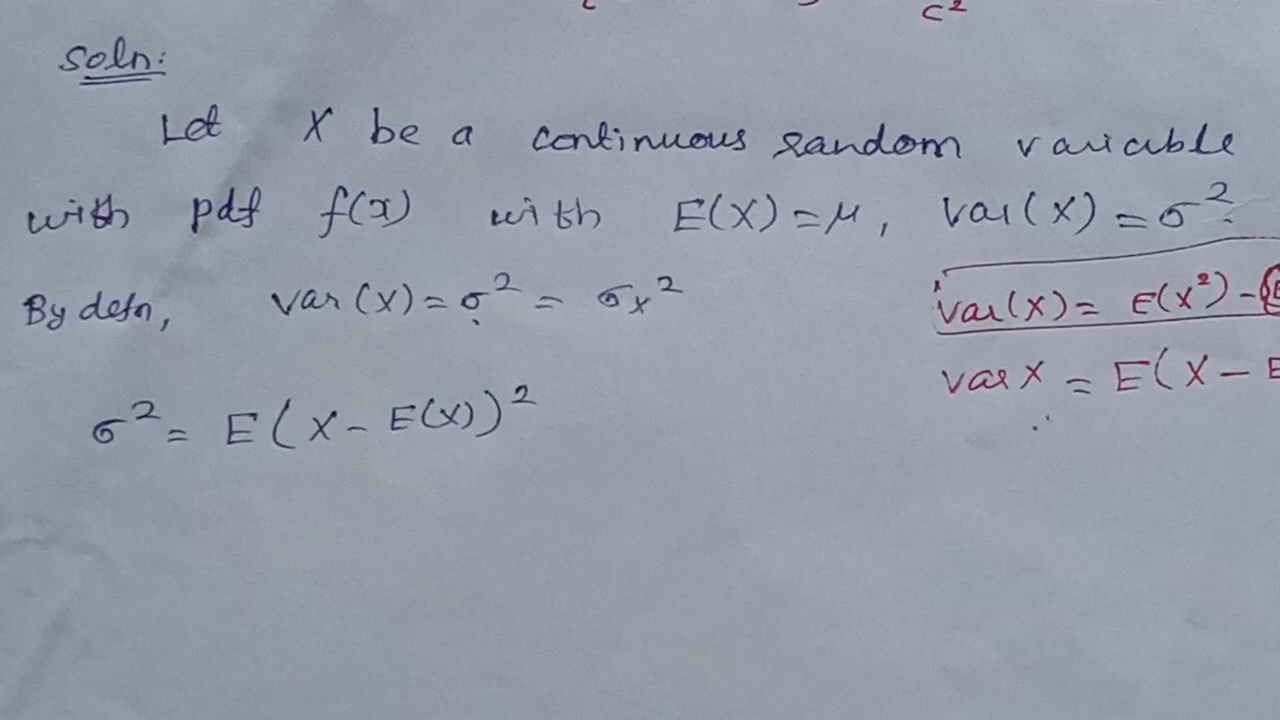 c²
Soln:
Let X be a continuous random variable
with pdf f(x) with E(X) = μ, Var(X) = σ².
By defn, Var(X) = σ² = σx²
Var(X) = E(X²) –
Var X = E(X – E
σ² = E(X – E(X))²